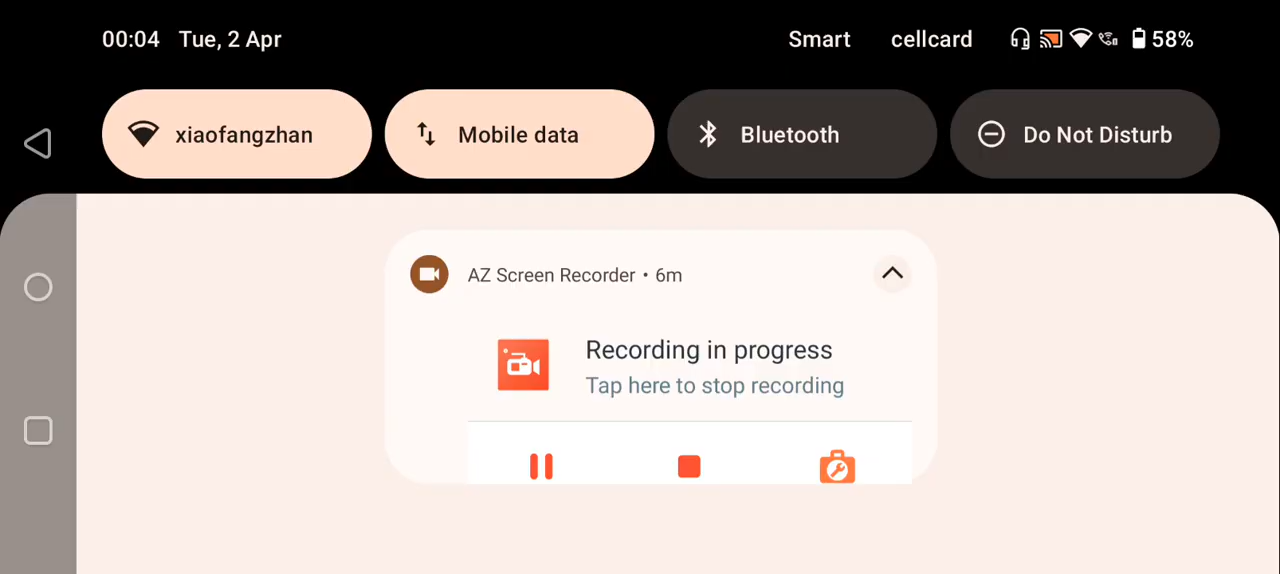 00:04 Tue, 2 Apr Smart cellcard 58%
xiaofangzhan Mobile data Bluetooth Do Not Disturb
AZ Screen Recorder • 6m
Recording in progress
Tap here to stop recording